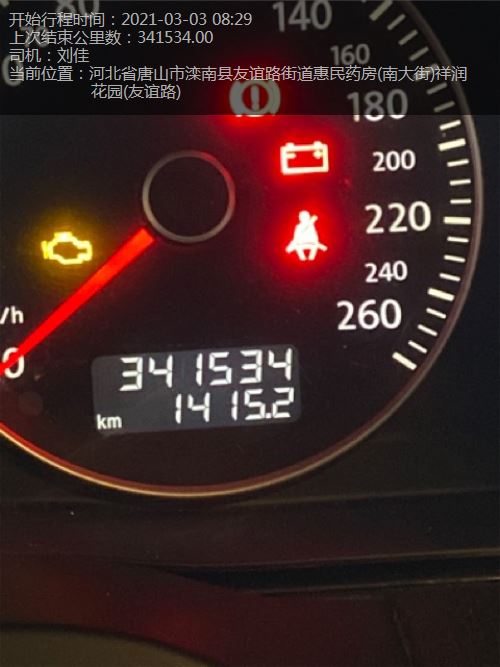 开始行程时间：2021-03-03 08:29
上次结束公里数：341534.00
司机：刘佳
当前位置：河北省唐山市滦南县友谊路街道惠民药房(南大街)祥润
花园(友谊路)
140
160
180
200
220
240
260
/h
0
341534
1415.2
km